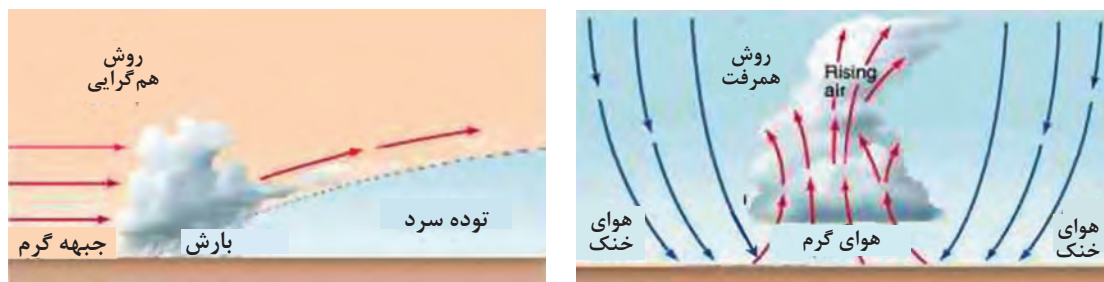 روش
همرفت
Rising
air
هوای
خنک
هوای گرم
هوای
خنک
روش
هم‌گرایی
توده سرد
بارش
جبهه گرم